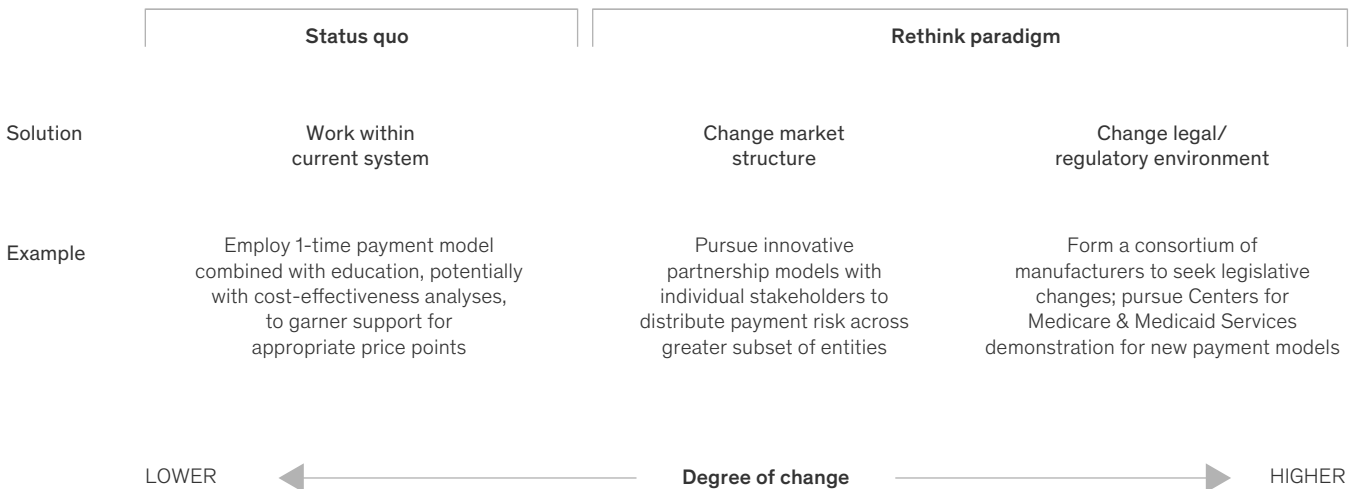 Status quo
Rethink paradigm
Solution
Work within
current system
Change market
structure
Change legal/
regulatory environment
Example
Employ 1-time payment model
combined with education, potentially
with cost-effectiveness analyses,
to garner support for
appropriate price points
Pursue innovative
partnership models with
individual stakeholders to
distribute payment risk across
greater subset of entities
Form a consortium of
manufacturers to seek legislative
changes; pursue Centers for
Medicare & Medicaid Services
demonstration for new payment models
LOWER
Degree of change
HIGHER